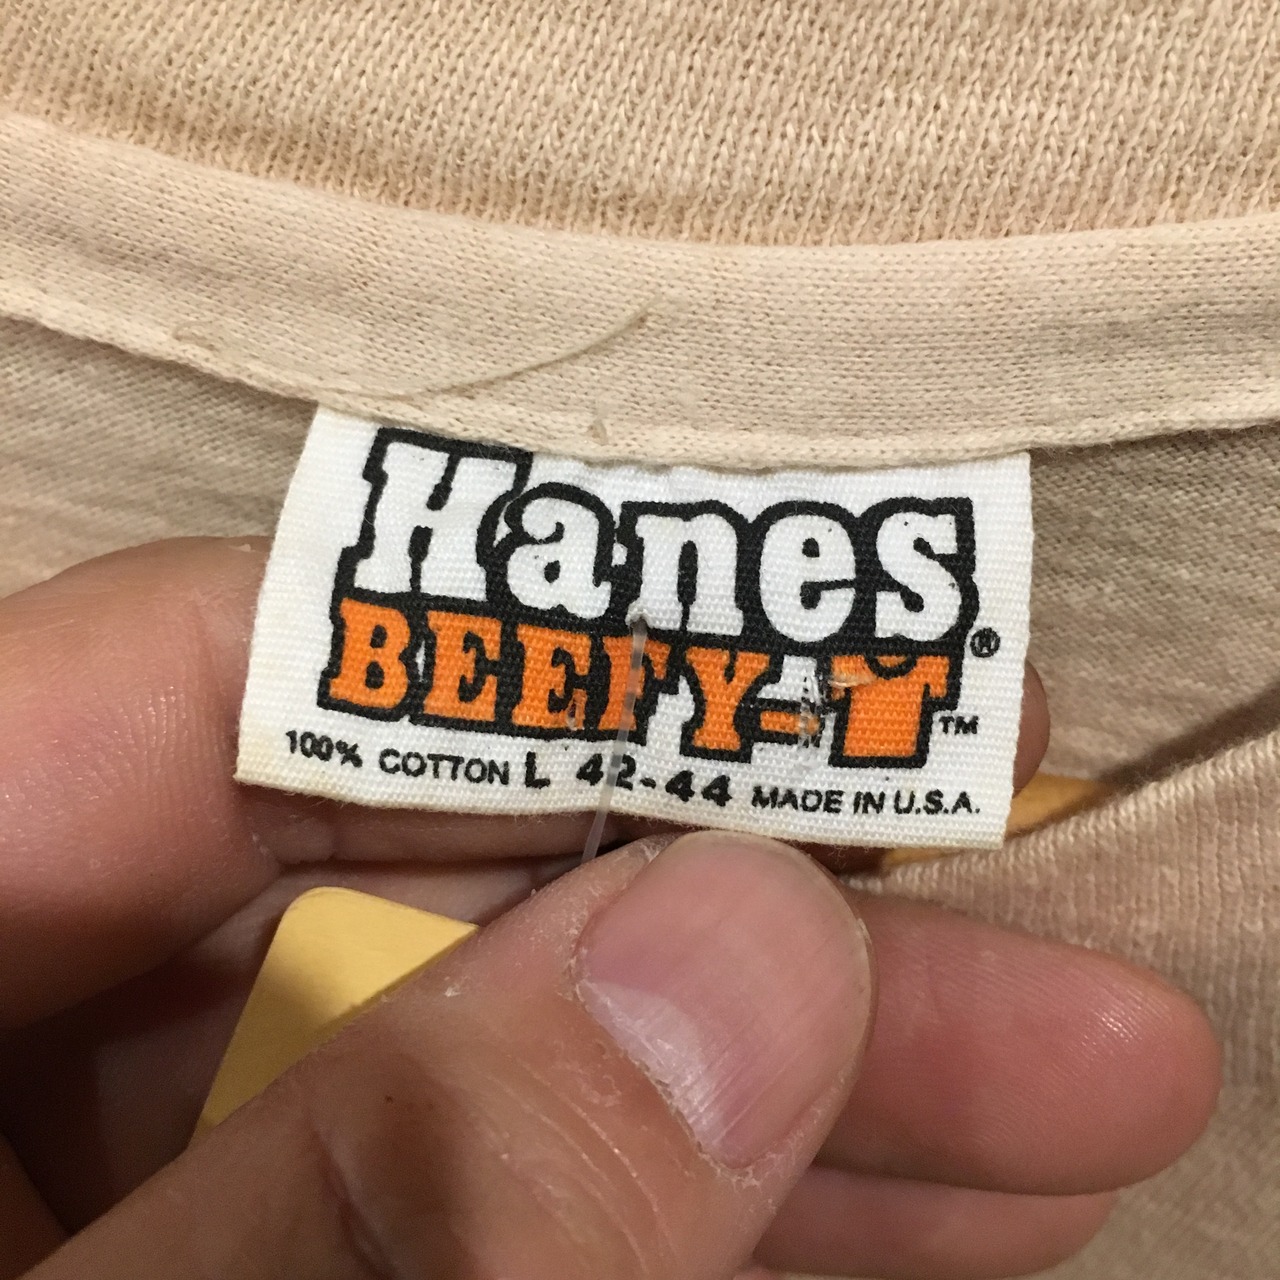 Hanes
BEEFY-T ® ™
100% COTTON L 42-44 MADE IN U.S.A.